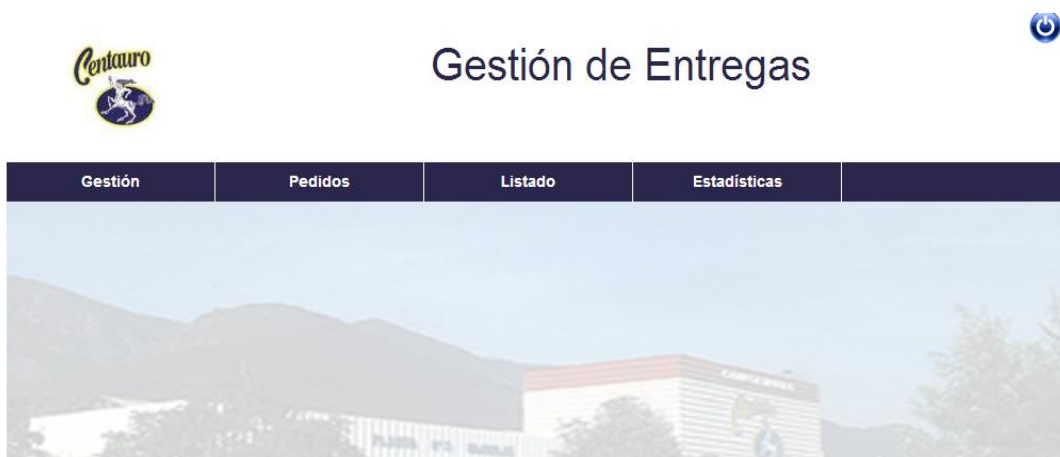 Centauro
Gestión de Entregas
Gestión
Pedidos
Listado
Estadísticas